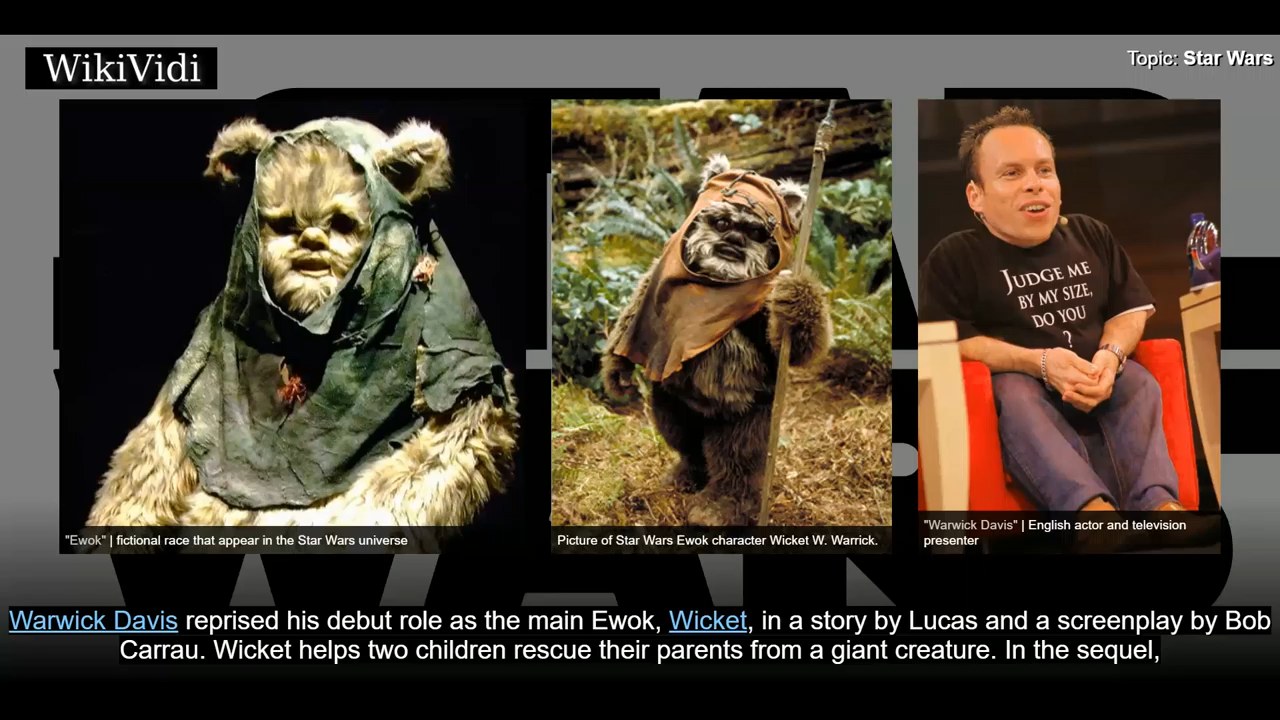 WikiVidi
Topic: Star Wars
JUDGE ME
BY MY SIZE,
DO YOU
?
"Ewok" | fictional race that appear in the Star Wars universe
Picture of Star Wars Ewok character Wicket W. Warrick.
"Warwick Davis" | English actor and television
presenter
Warwick Davis reprised his debut role as the main Ewok, Wicket, in a story by Lucas and a screenplay by Bob
Carrau. Wicket helps two children rescue their parents from a giant creature. In the sequel,